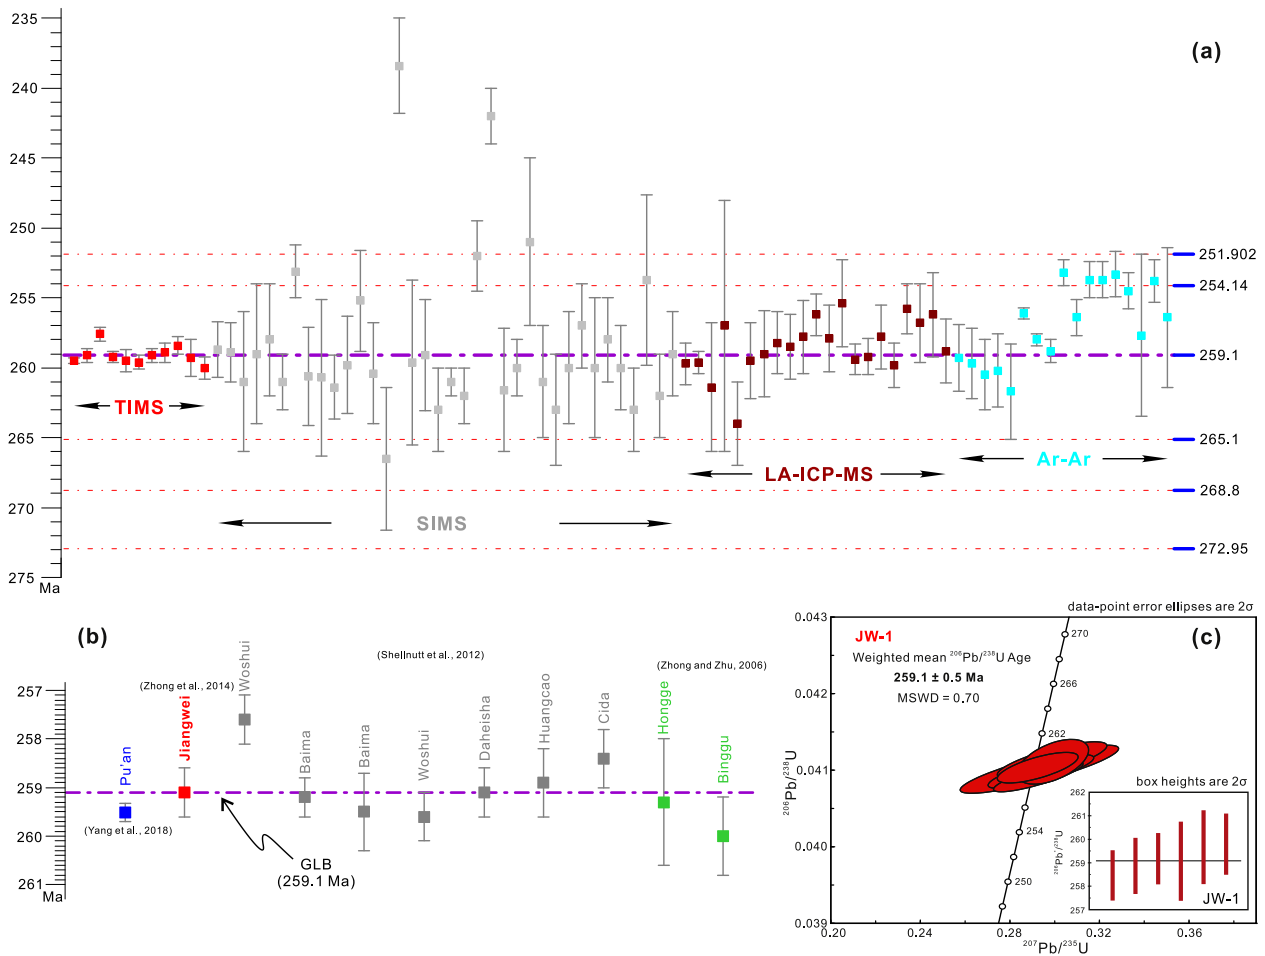 235
(a)
240
245
250
251.902
254.14
255
259.1
260
TIMS
265
265.1
Ar-Ar
LA-ICP-MS
268.8
270
SIMS
272.95
275
Ma
(b)
(Shellnutt et al., 2012)
(Zhong and Zhu, 2006)
(Zhong et al., 2014)
257
258
259
260
261
Ma
Pu'an
Jiangwei
Woshui
Baima
Baima
Woshui
Daheisha
Huangcao
Cida
Hongge
Binggu
(Yang et al., 2018)
GLB
(259.1 Ma)
data-point error ellipses are 2σ
0.043
JW-1
(c)
Weighted mean ²⁰⁶Pb/²³⁸U Age
259.1 ± 0.5 Ma
MSWD = 0.70
270
266
262
254
250
0.042
0.041
0.040
0.039
²⁰⁶Pb/²³⁸U
box heights are 2σ
262
261
260
259
258
257
JW-1
0.20
0.24
0.28
0.32
0.36
²⁰⁷Pb/²³⁵U